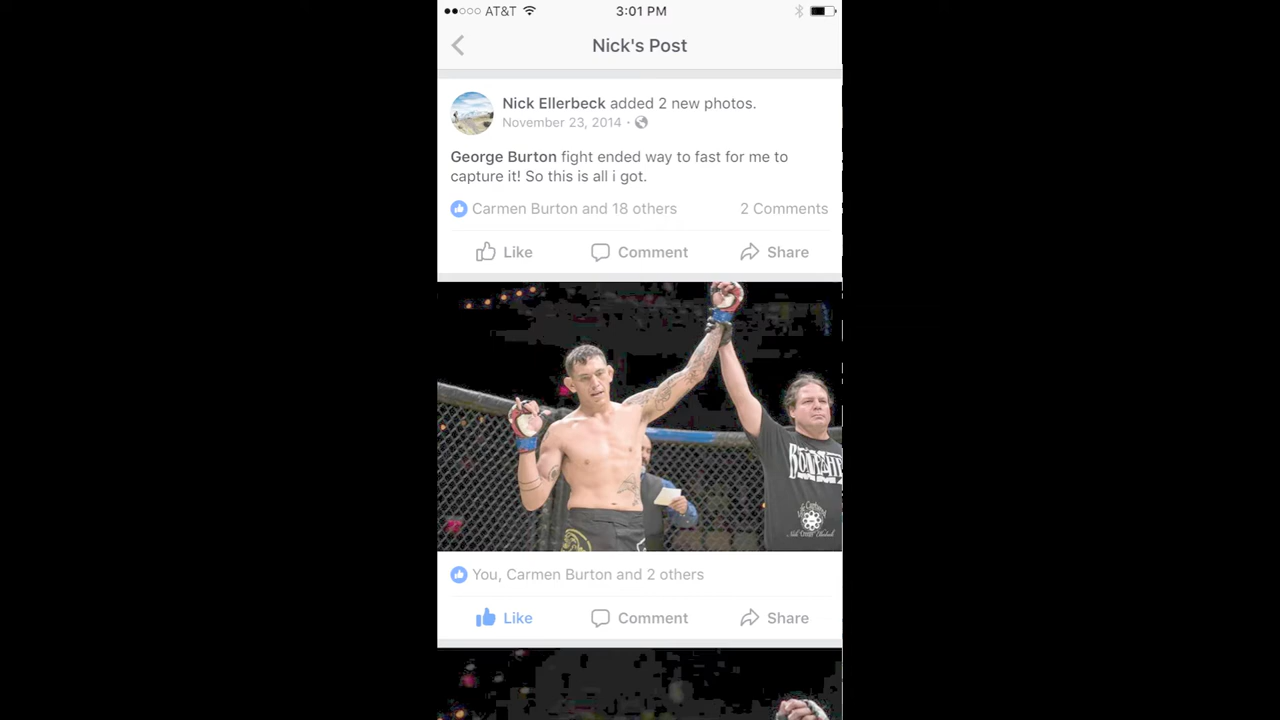 AT&T 3:01 PM
Nick's Post
Nick Ellerbeck added 2 new photos.
November 23, 2014 ·
George Burton fight ended way to fast for me to
capture it! So this is all i got.
Carmen Burton and 18 others 2 Comments
Like Comment Share
You, Carmen Burton and 2 others
Like Comment Share